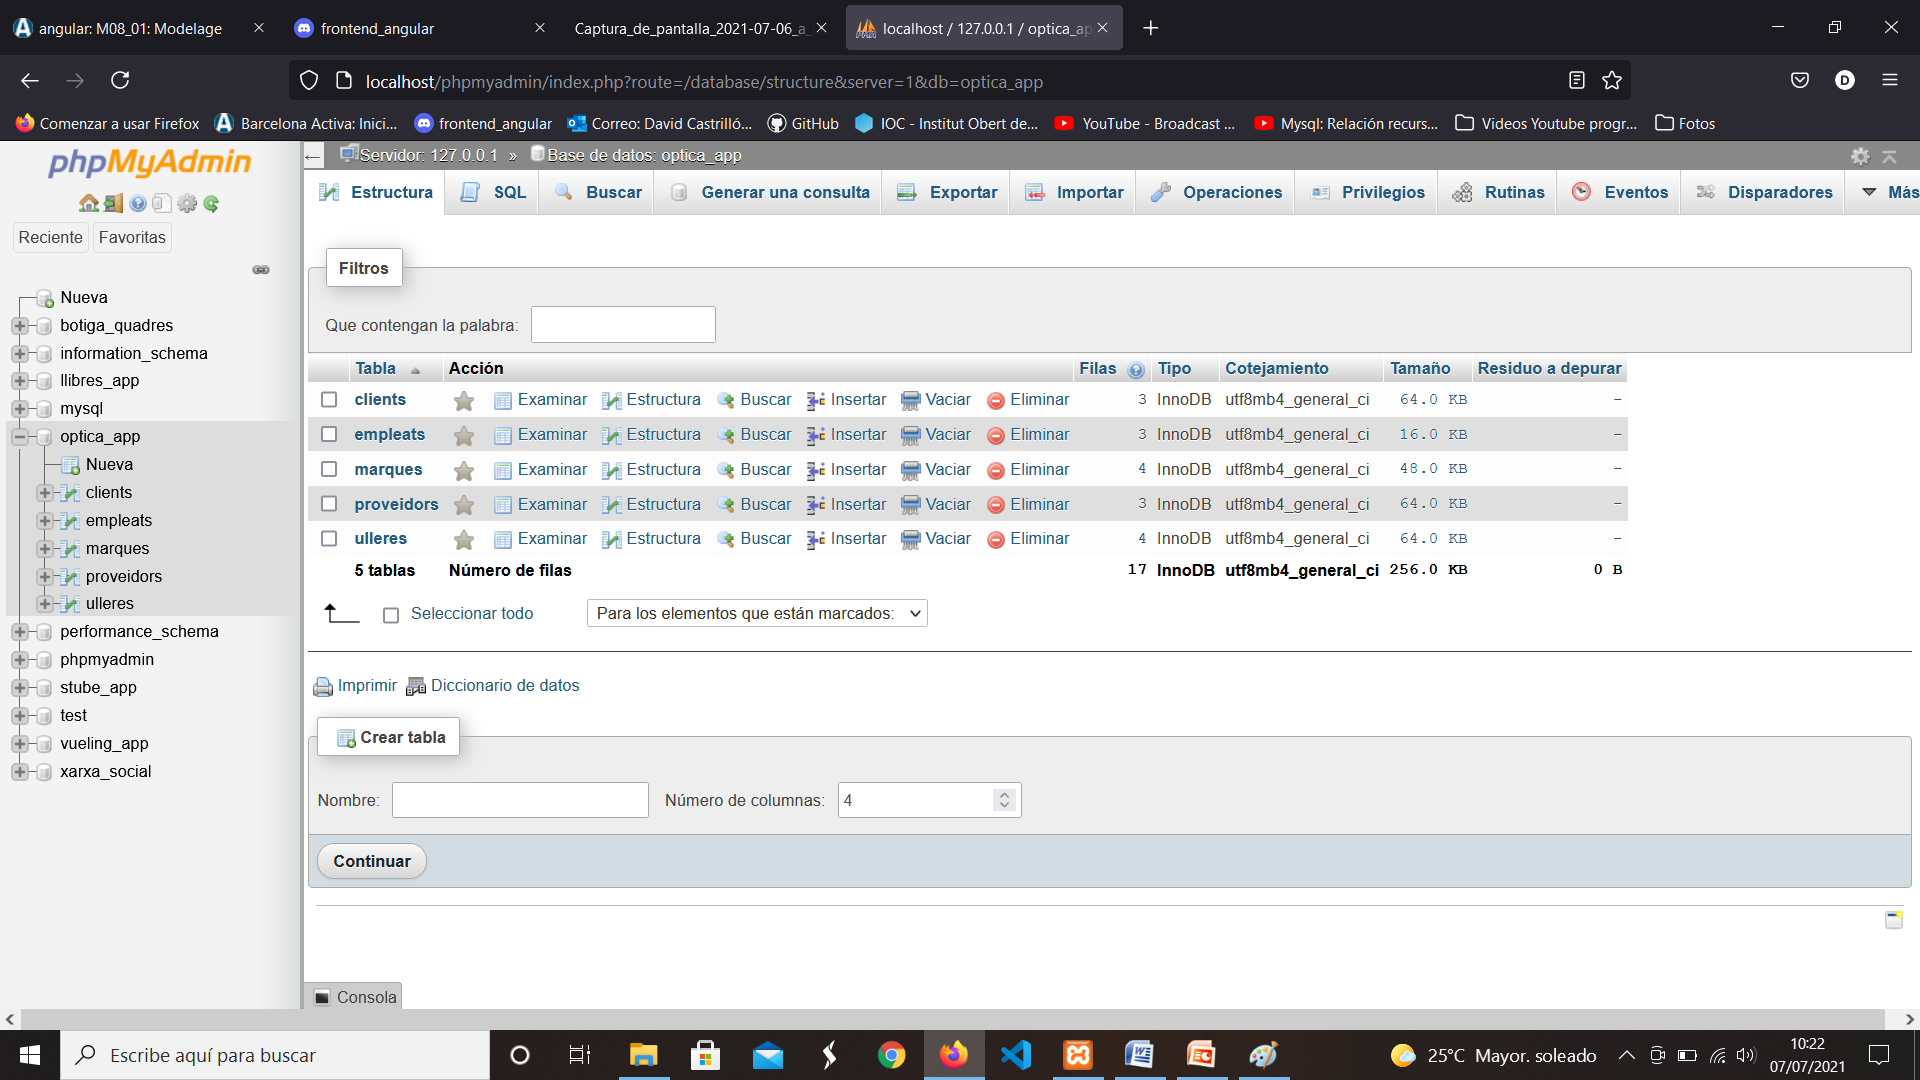 angular: M08_01: Modelage
frontend_angular
Captura_de_pantalla_2021-07-06_a_
localhost / 127.0.0.1 / optica_ap
localhost/phpmyadmin/index.php?route=/database/structure&server=1&db=optica_app
D
Comenzar a usar Firefox
Barcelona Activa: Inici...
frontend_angular
Correo: David Castrilló...
GitHub
IOC - Institut Obert de...
YouTube - Broadcast ...
Mysql: Relación recurs...
Videos Youtube progr...
Fotos
phpMyAdmin
Reciente Favoritas
Nueva
botiga_quadres
information_schema
llibres_app
mysql
optica_app
Nueva
clients
empleats
marques
proveidors
ulleres
performance_schema
phpmyadmin
stube_app
test
vueling_app
xarxa_social
Servidor: 127.0.0.1 » Base de datos: optica_app
Estructura SQL Buscar Generar una consulta Exportar Importar Operaciones Privilegios Rutinas Eventos Disparadores Más
Filtros
Que contengan la palabra:
Tabla Acción Filas Tipo Cotejamiento Tamaño Residuo a depurar
clients Examinar Estructura Buscar Insertar Vaciar Eliminar 3 InnoDB utf8mb4_general_ci 64.0 KB -
empleats Examinar Estructura Buscar Insertar Vaciar Eliminar 3 InnoDB utf8mb4_general_ci 16.0 KB -
marques Examinar Estructura Buscar Insertar Vaciar Eliminar 4 InnoDB utf8mb4_general_ci 48.0 KB -
proveidors Examinar Estructura Buscar Insertar Vaciar Eliminar 3 InnoDB utf8mb4_general_ci 64.0 KB -
ulleres Examinar Estructura Buscar Insertar Vaciar Eliminar 4 InnoDB utf8mb4_general_ci 64.0 KB -
5 tablas Número de filas 17 InnoDB utf8mb4_general_ci 256.0 KB 0 B
Seleccionar todo Para los elementos que están marcados:
Imprimir Diccionario de datos
Crear tabla
Nombre: Número de columnas: 4
Continuar
Consola
Escribe aquí para buscar
25°C Mayor. soleado
10:22
07/07/2021